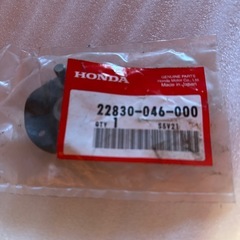 HONDA
GENUINE PARTS
Honda Motor Co., Ltd.
MADE IN JAPAN
22830-046-000
QTY 1